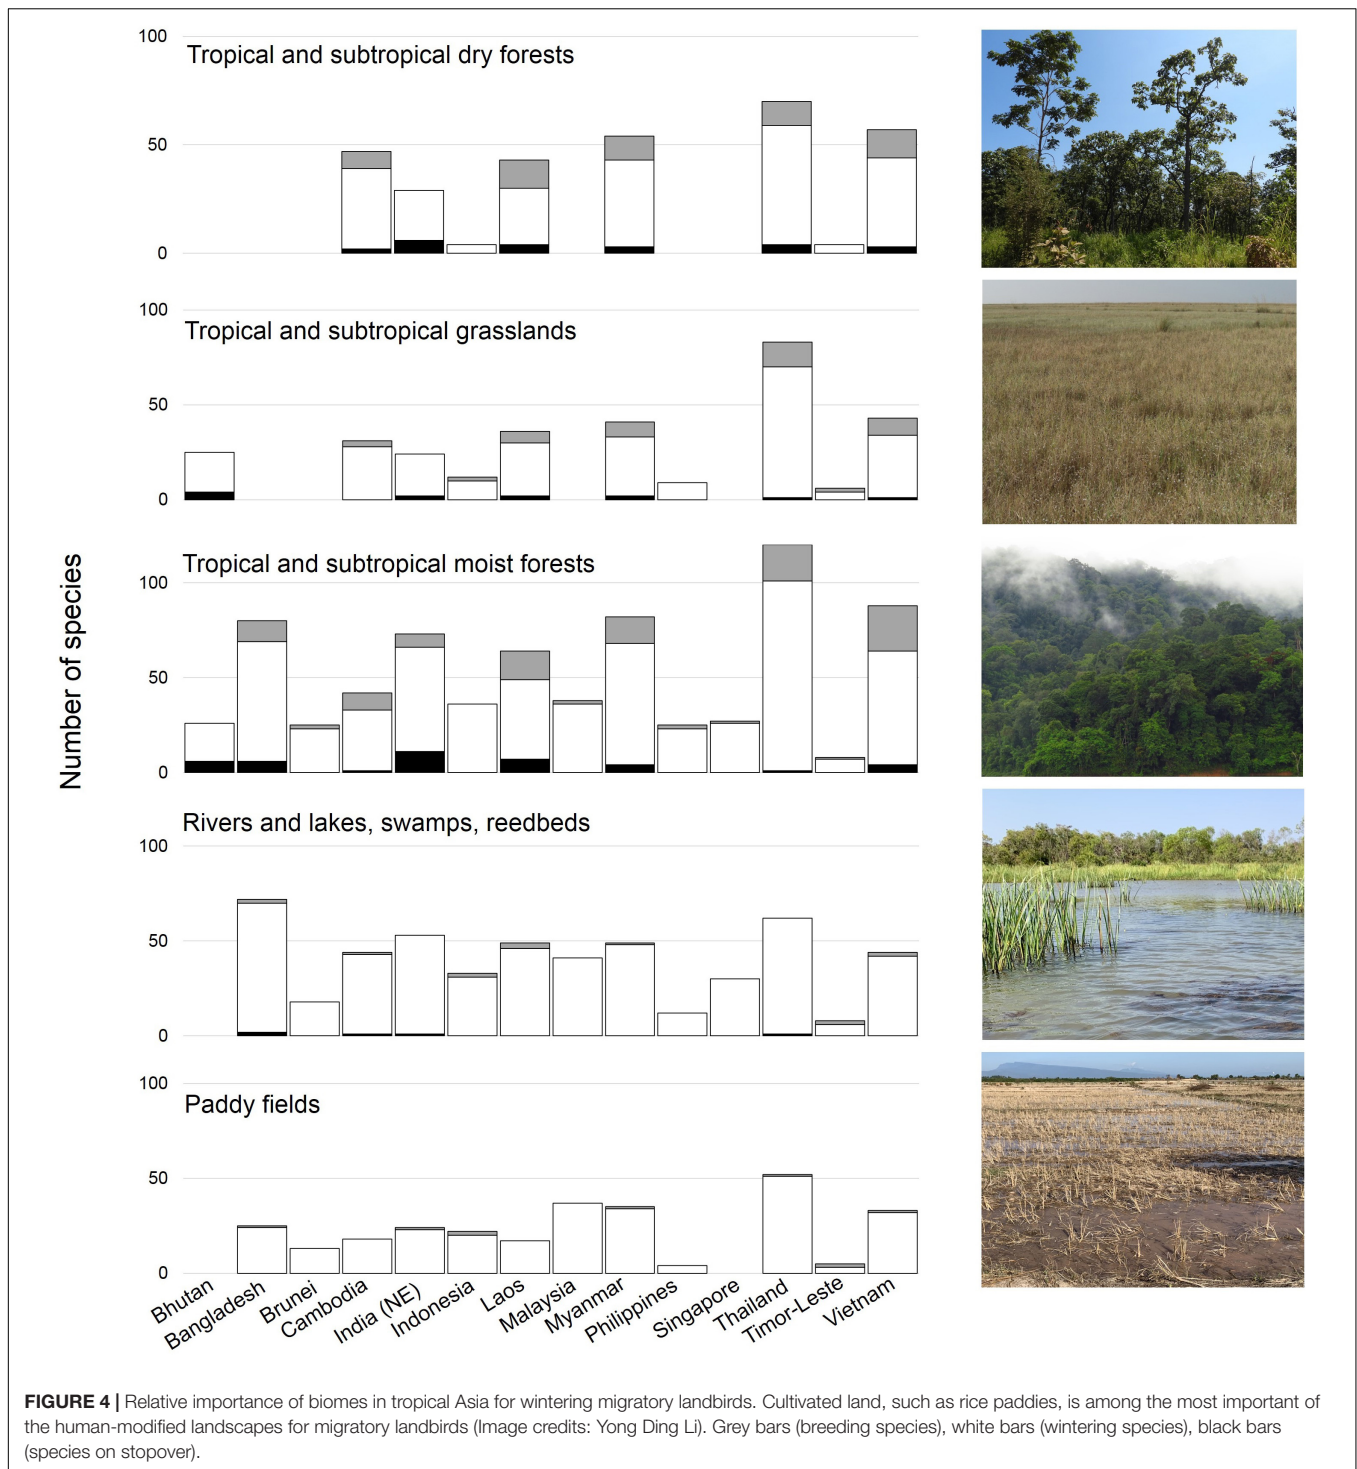 100
Tropical and subtropical dry forests
50
0
100
Tropical and subtropical grasslands
50
0
Number of species
Tropical and subtropical moist forests
100
50
0
Rivers and lakes, swamps, reedbeds
100
50
0
100
Paddy fields
50
0
Bhutan
Bangladesh
Brunei
Cambodia
India (NE)
Indonesia
Laos
Malaysia
Myanmar
Philippines
Singapore
Thailand
Timor-Leste
Vietnam
FIGURE 4 | Relative importance of biomes in tropical Asia for wintering migratory landbirds. Cultivated land, such as rice paddies, is among the most important of
the human-modified landscapes for migratory landbirds (Image credits: Yong Ding Li). Grey bars (breeding species), white bars (wintering species), black bars
(species on stopover).